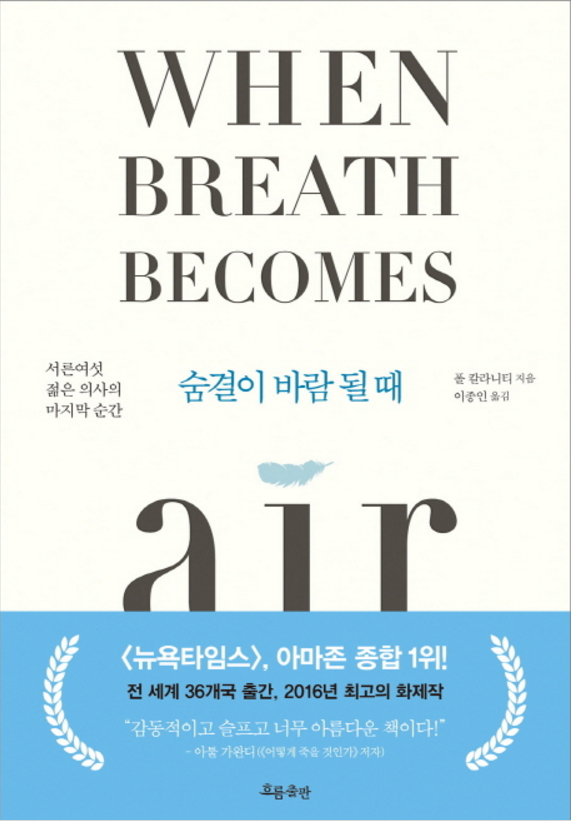 WHEN
BREATH
BECOMES
서른여섯
젊은 의사의
마지막 순간
숨결이 바람 될 때
폴 칼라니티 지음
이종인 옮김
air
〈뉴욕타임스〉, 아마존 종합 1위!
전 세계 36개국 출간, 2016년 최고의 화제작
“감동적이고 슬프고 너무 아름다운 책이다!”
- 아툴 가완디(《어떻게 죽을 것인가》 저자)
흐름출판